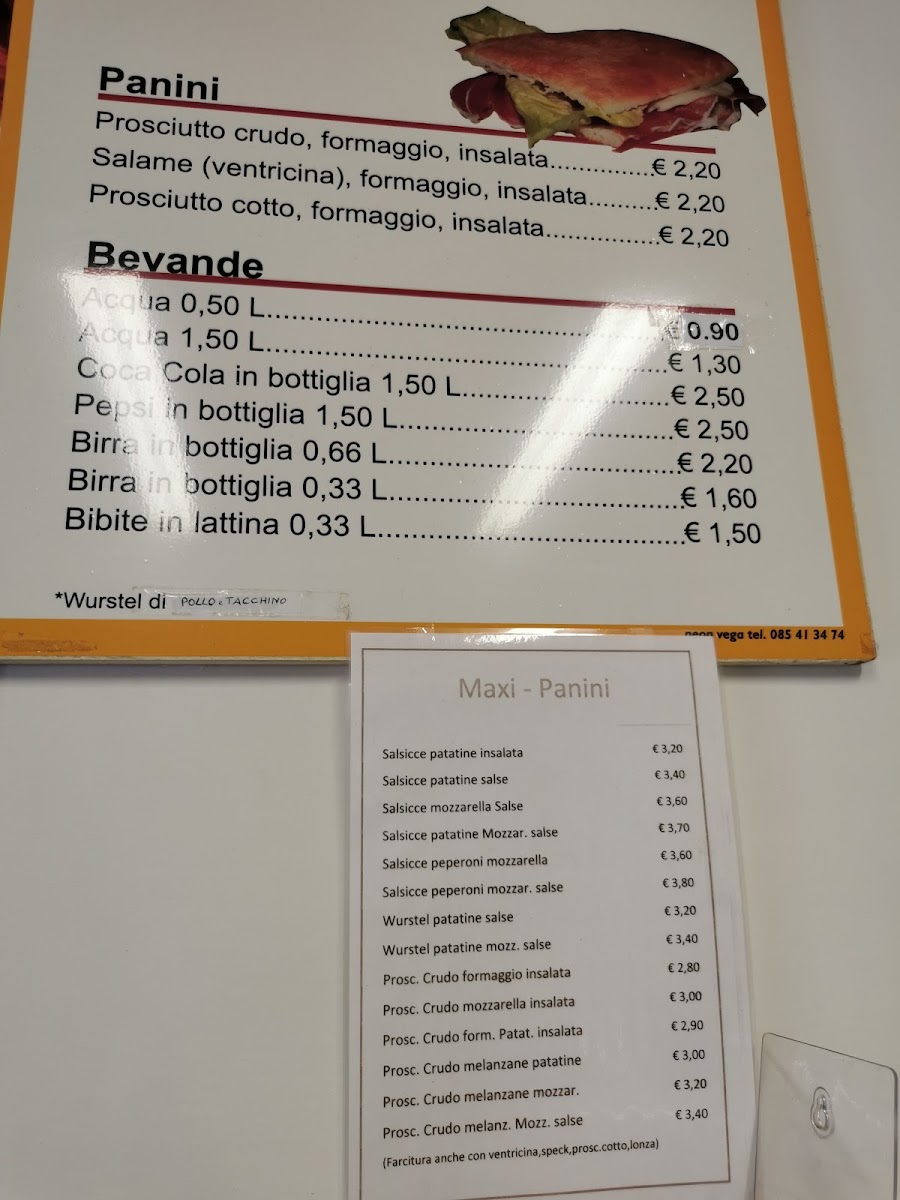 Panini
Prosciutto crudo, formaggio, insalata..............€ 2,20
Salame (ventricina), formaggio, insalata.........€ 2,20
Prosciutto cotto, formaggio, insalata...............€ 2,20
Bevande
Acqua 0,50 L..................................................€ 0.90
Acqua 1,50 L..................................................€ 1,30
Coca Cola in bottiglia 1,50 L..........................€ 2,50
Pepsi in bottiglia 1,50 L..................................€ 2,50
Birra in bottiglia 0,66 L....................................€ 2,20
Birra in bottiglia 0,33 L....................................€ 1,60
Bibite in lattina 0,33 L......................................€ 1,50
*Wurstel di POLLO e TACCHINO
neon vega tel. 085 41 34 74
Maxi - Panini
Salsicce patatine insalata € 3,20
Salsicce patatine salse € 3,40
Salsicce mozzarella Salse € 3,60
Salsicce patatine Mozzar. salse € 3,70
Salsicce peperoni mozzarella € 3,60
Salsicce peperoni mozzar. salse € 3,80
Wurstel patatine salse € 3,20
Wurstel patatine mozz. salse € 3,40
Prosc. Crudo formaggio insalata € 2,80
Prosc. Crudo mozzarella insalata € 3,00
Prosc. Crudo form. Patat. insalata € 2,90
Prosc. Crudo melanzane patatine € 3,00
Prosc. Crudo melanzane mozzar. € 3,20
Prosc. Crudo melanz. Mozz. salse € 3,40
(Farcitura anche con ventricina,speck,prosc.cotto,lonza)